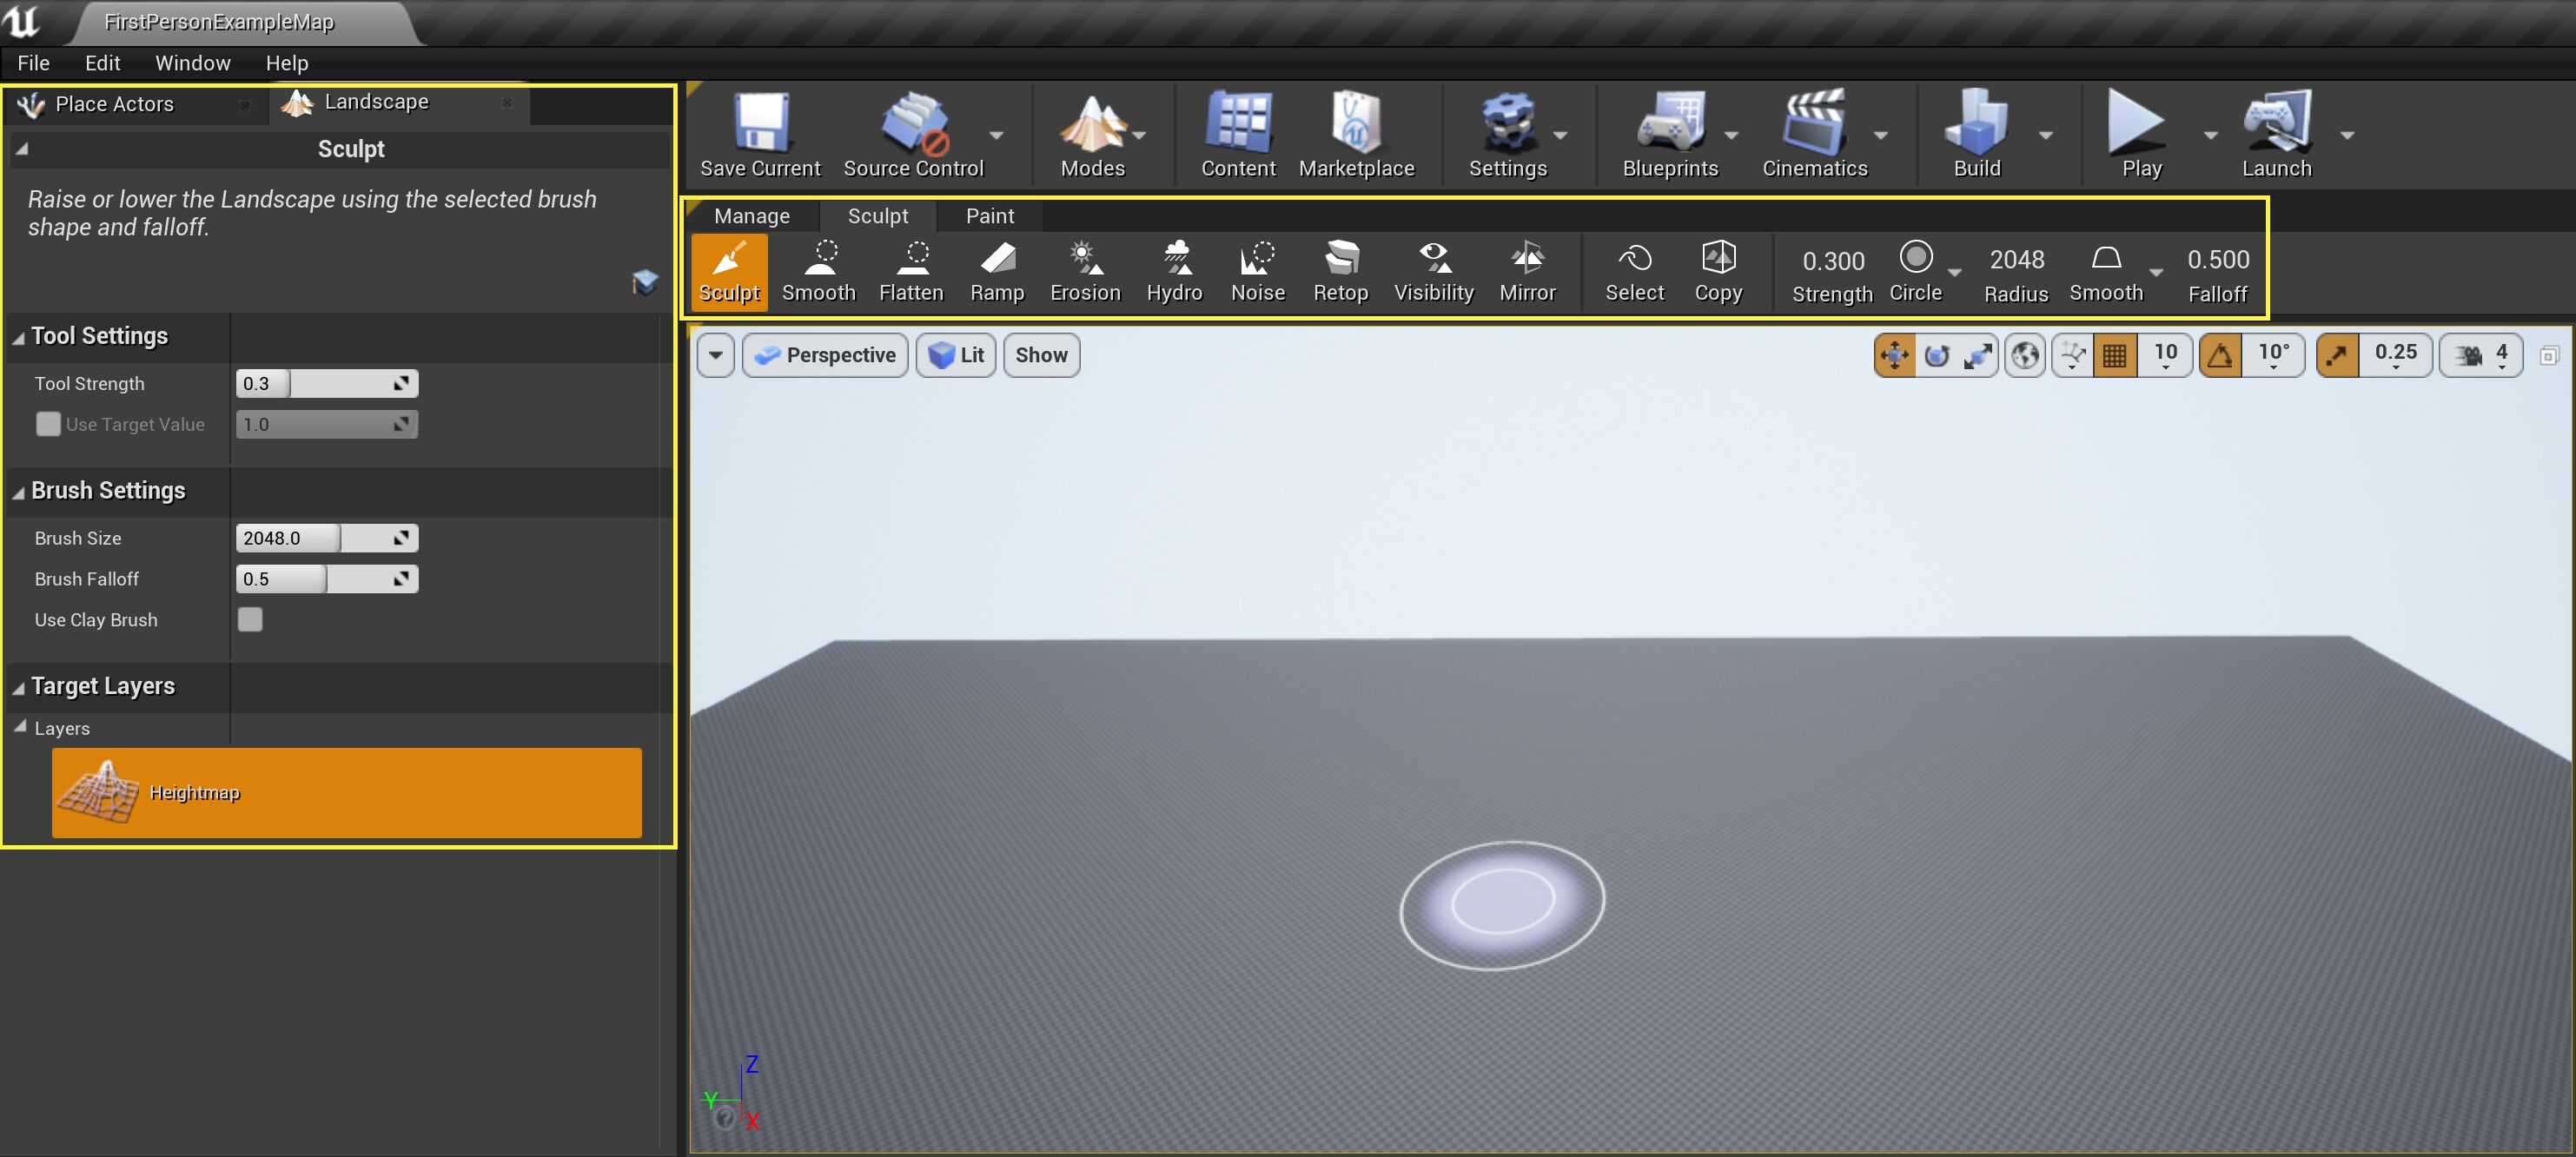 FirstPersonExampleMap
File Edit Window Help
Place Actors
Landscape
Sculpt
Raise or lower the Landscape using the selected brush
shape and falloff.
Tool Settings
Tool Strength 0.3
Use Target Value 1.0
Brush Settings
Brush Size 2048.0
Brush Falloff 0.5
Use Clay Brush
Target Layers
Layers
Heightmap
Save Current Source Control Modes Content Marketplace Settings Blueprints Cinematics Build Play Launch
Manage Sculpt Paint
0.300 2048 0.500
Sculpt Smooth Flatten Ramp Erosion Hydro Noise Retop Visibility Mirror Select Copy Strength Circle Radius Smooth Falloff
Perspective Lit Show 10 10° 0.25 4
Z
Y
X